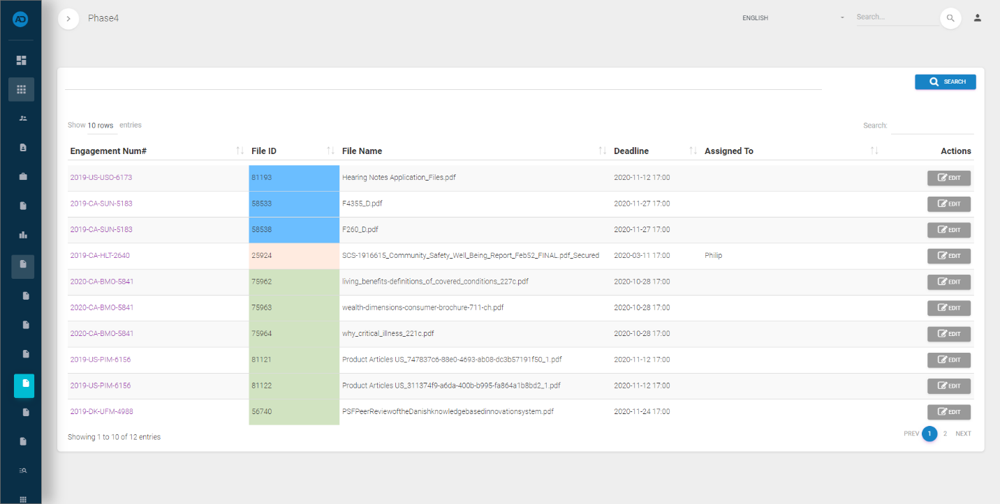 AD
Phase4
ENGLISH
Search...
SEARCH
Show 10 rows entries
Search:
Engagement Num# File ID File Name Deadline Assigned To Actions
2019-US-USO-6173 81193 Hearing Notes Application_Files.pdf 2020-11-12 17:00 EDIT
2019-CA-SUN-5183 58533 F4355_D.pdf 2020-11-27 17:00 EDIT
2019-CA-SUN-5183 58538 F260_D.pdf 2020-11-27 17:00 EDIT
2019-CA-HLT-2640 25924 SCS-1916615_Community_Safety_Well_Being_Report_Feb52_FINAL.pdf_Secured 2020-03-11 17:00 Philip EDIT
2020-CA-BMO-5841 75962 living_benefits-definitions_of_covered_conditions_227c.pdf 2020-10-28 17:00 EDIT
2020-CA-BMO-5841 75963 wealth-dimensions-consumer-brochure-711-ch.pdf 2020-10-28 17:00 EDIT
2020-CA-BMO-5841 75964 why_critical_illness_221c.pdf 2020-10-28 17:00 EDIT
2019-US-PIM-6156 81121 Product Articles US_747837c6-88e0-4693-ab08-dc3b57191f50_1.pdf 2020-11-12 17:00 EDIT
2019-US-PIM-6156 81122 Product Articles US_311374f9-a6da-400b-b995-fa864a1b8bd2_1.pdf 2020-11-12 17:00 EDIT
2019-DK-UFM-4988 56740 PSFPeerReviewoftheDanishknowledgebasedinnovationsystem.pdf 2020-11-24 17:00 EDIT
Showing 1 to 10 of 12 entries
PREV 1 2 NEXT